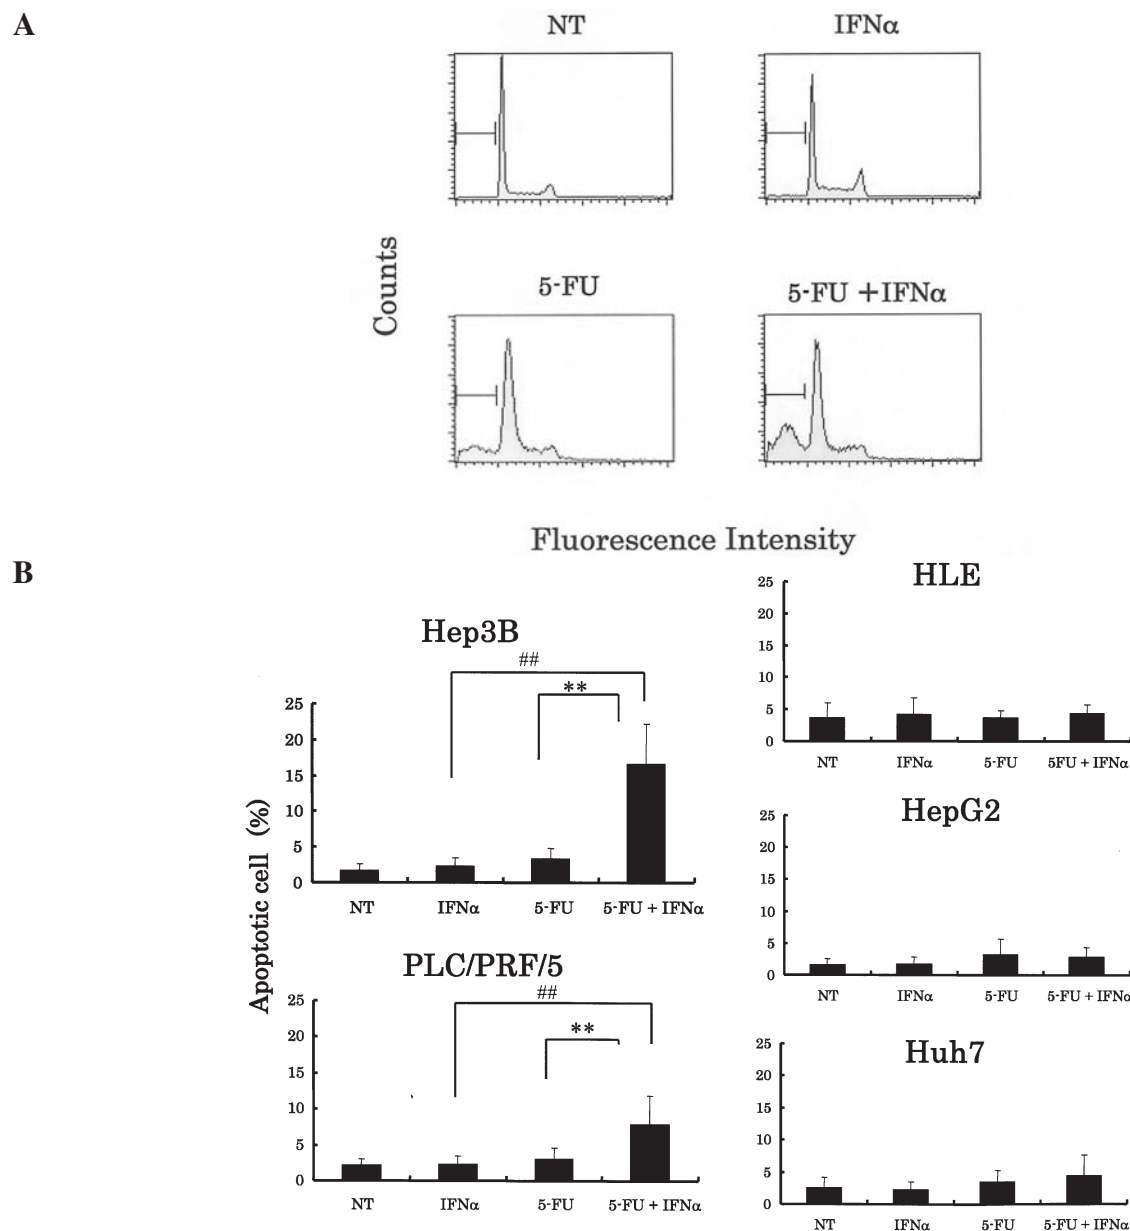 A
NT
IFNα
Counts
5-FU
5-FU +IFNα
Fluorescence Intensity
B
Apoptotic cell (%)
Hep3B
##
**
25
20
15
10
5
0
NT
IFNα
5-FU
5-FU + IFNα
PLC/PRF/5
##
**
25
20
15
10
5
0
NT
IFNα
5-FU
5-FU + IFNα
HLE
25
20
15
10
5
0
NT
IFNα
5-FU
5FU + IFNα
HepG2
25
20
15
10
5
0
NT
IFNα
5-FU
5-FU + IFNα
Huh7
25
20
15
10
5
0
NT
IFNα
5-FU
5-FU + IFNα